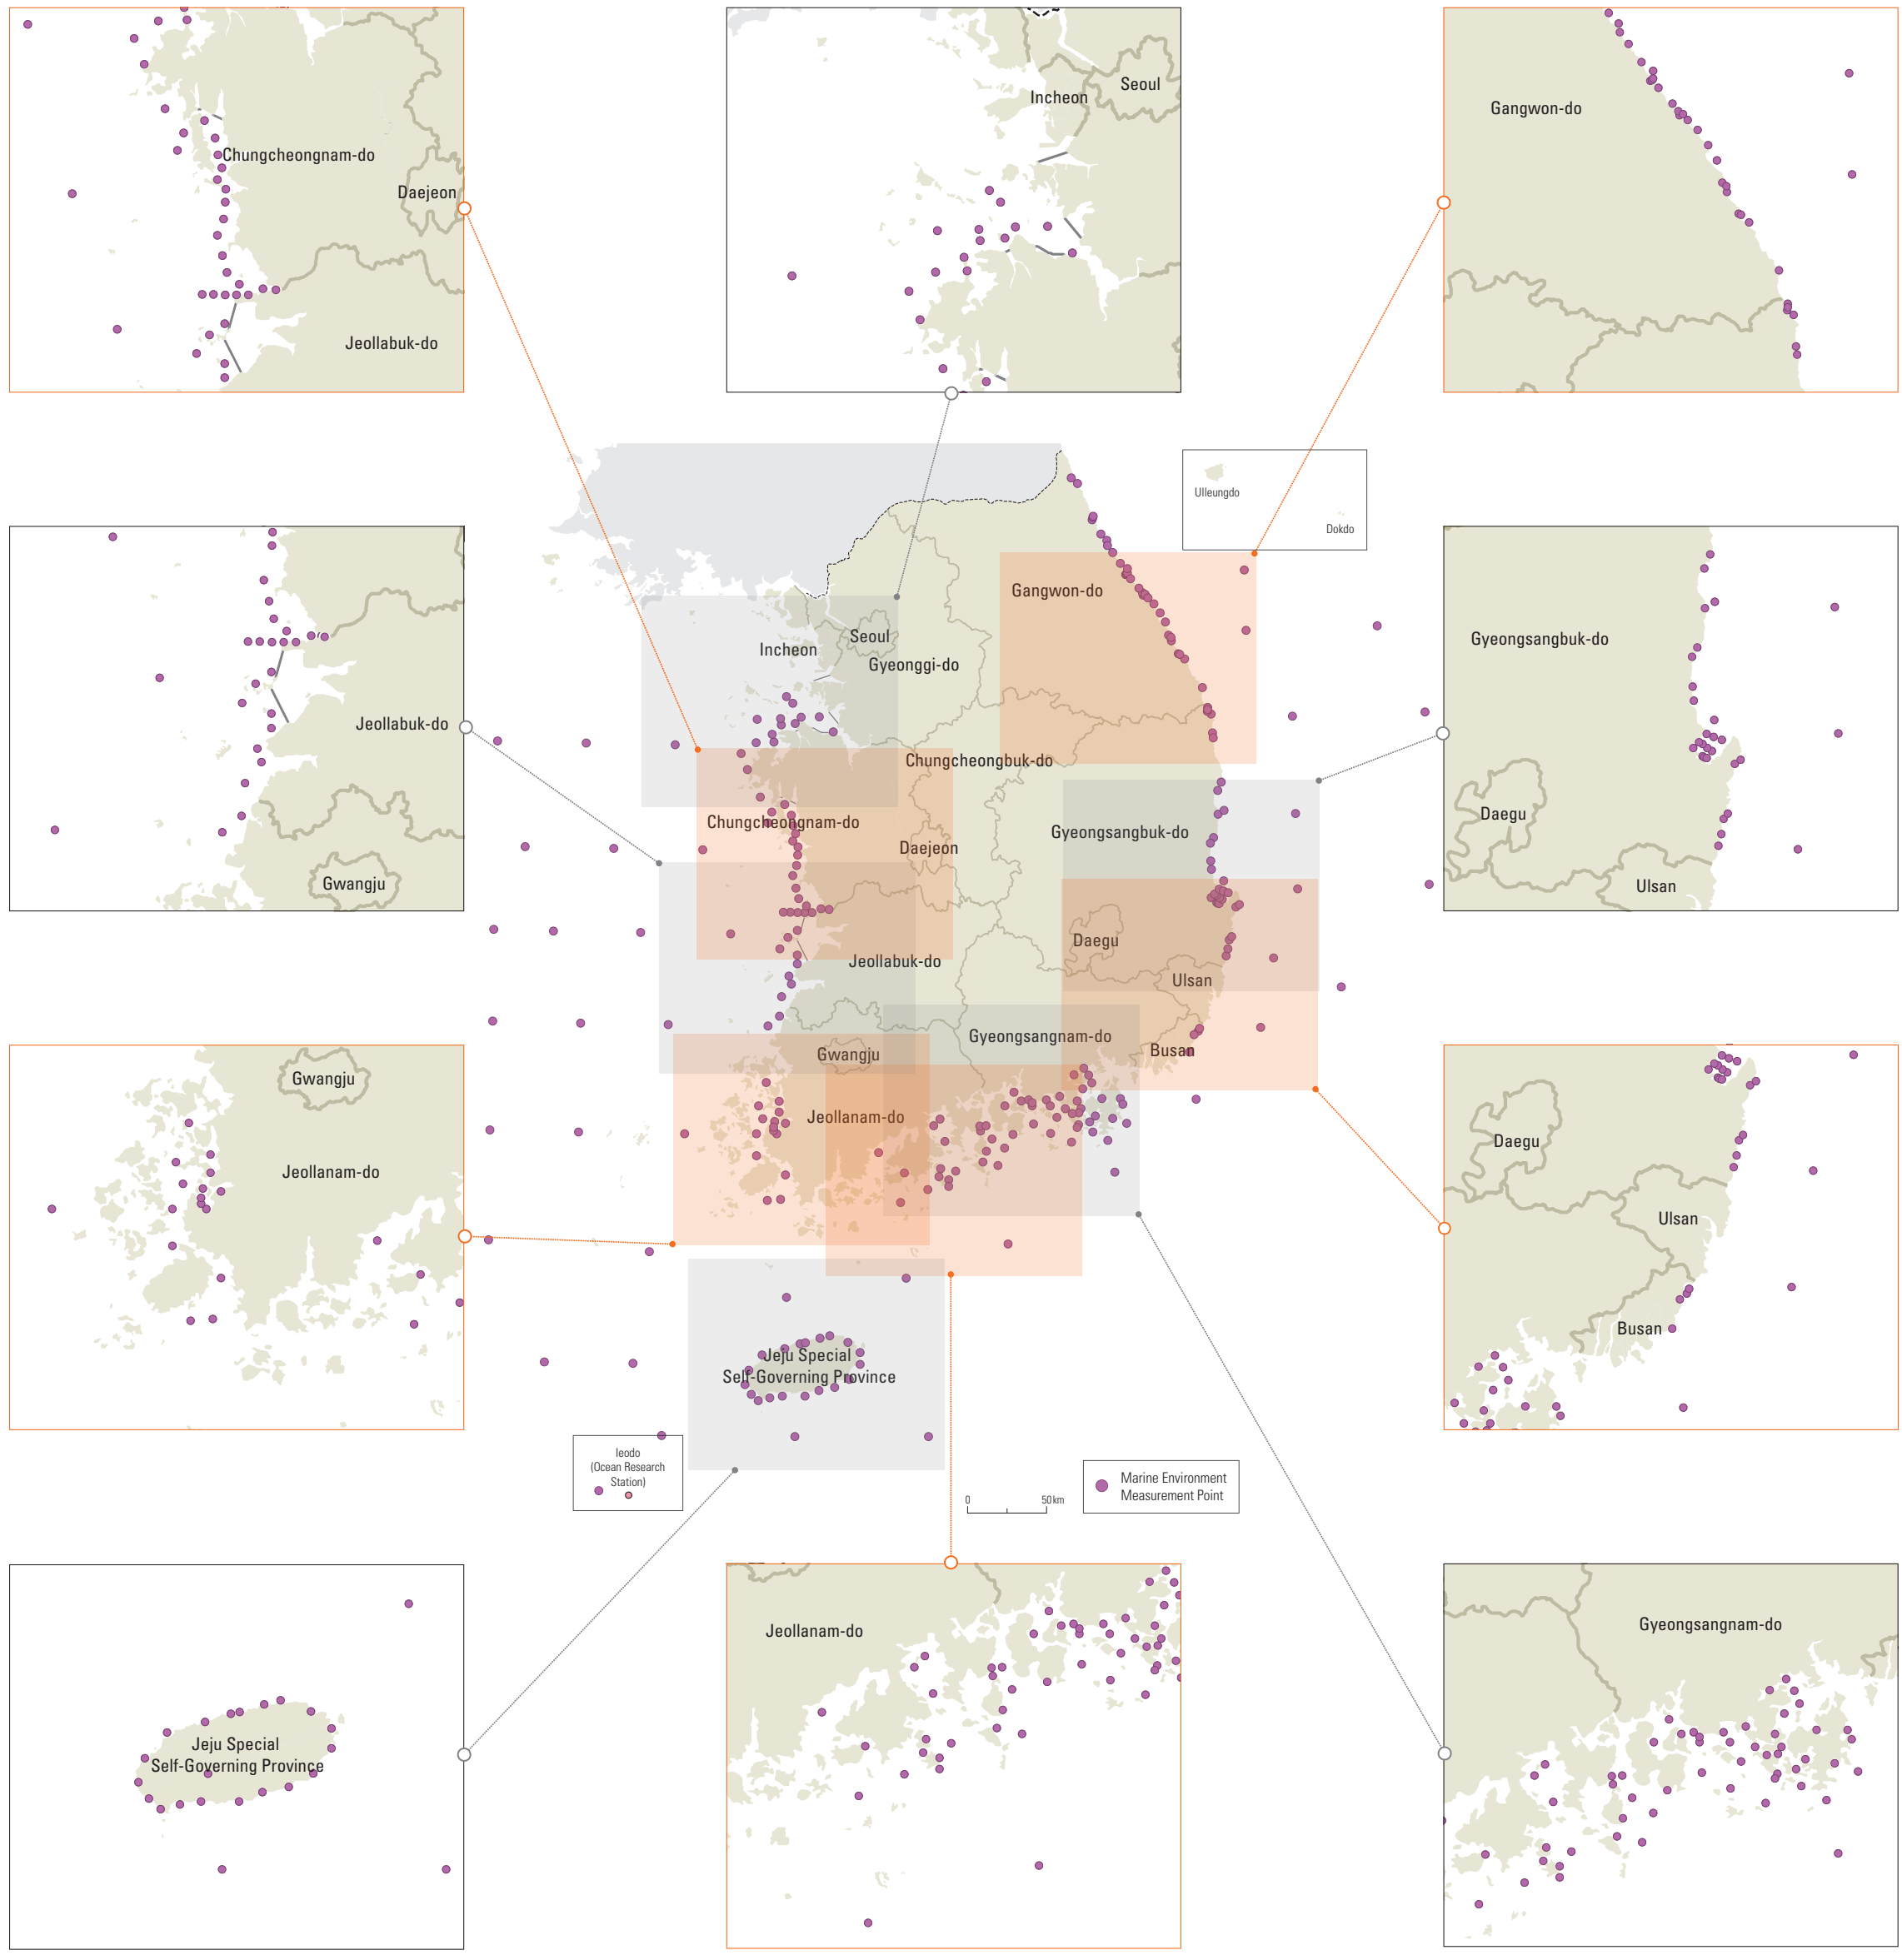 Chungcheongnam-do
Daejeon
Jeollabuk-do
Seoul
Incheon
Gangwon-do
Ulleungdo
Dokdo
Jeollabuk-do
Gwangju
Gangwon-do
Seoul
Incheon
Gyeonggi-do
Chungcheongbuk-do
Chungcheongnam-do
Gyeongsangbuk-do
Daejeon
Daegu
Jeollabuk-do
Ulsan
Gyeongsangnam-do
Busan
Gwangju
Jeollanam-do
Jeju Special
Self-Governing Province
Gyeongsangbuk-do
Daegu
Ulsan
Gwangju
Jeollanam-do
Daegu
Ulsan
Busan
Ieodo
(Ocean Research
Station)
0 50km
Marine Environment
Measurement Point
Jeju Special
Self-Governing Province
Jeollanam-do
Gyeongsangnam-do